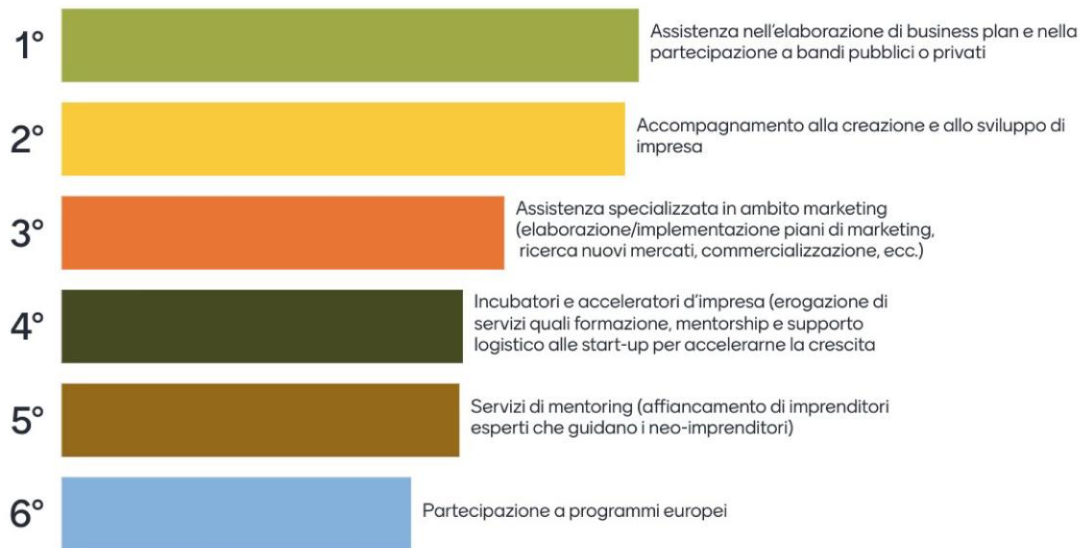 1°
Assistenza nell'elaborazione di business plan e nella
partecipazione a bandi pubblici o privati
2°
Accompagnamento alla creazione e allo sviluppo di
impresa
3°
Assistenza specializzata in ambito marketing
(elaborazione/implementazione piani di marketing,
ricerca nuovi mercati, commercializzazione, ecc.)
4°
Incubatori e acceleratori d'impresa (erogazione di
servizi quali formazione, mentorship e supporto
logistico alle start-up per accelerarne la crescita
5°
Servizi di mentoring (affiancamento di imprenditori
esperti che guidano i neo-imprenditori)
6°
Partecipazione a programmi europei